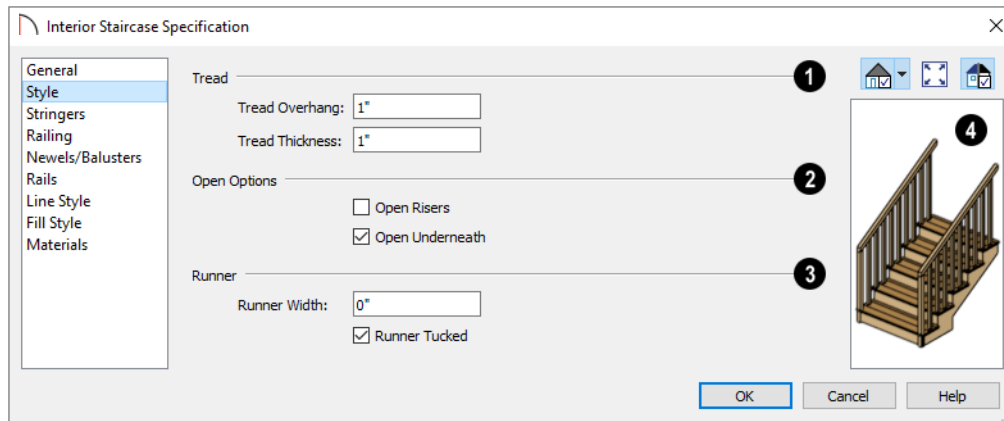 Interior Staircase Specification
General
Style
Stringers
Railing
Newels/Balusters
Rails
Line Style
Fill Style
Materials
Tread
1
Tread Overhang: 1"
Tread Thickness: 1"
Open Options
2
Open Risers
Open Underneath
Runner
3
Runner Width: 0"
Runner Tucked
4
OK Cancel Help